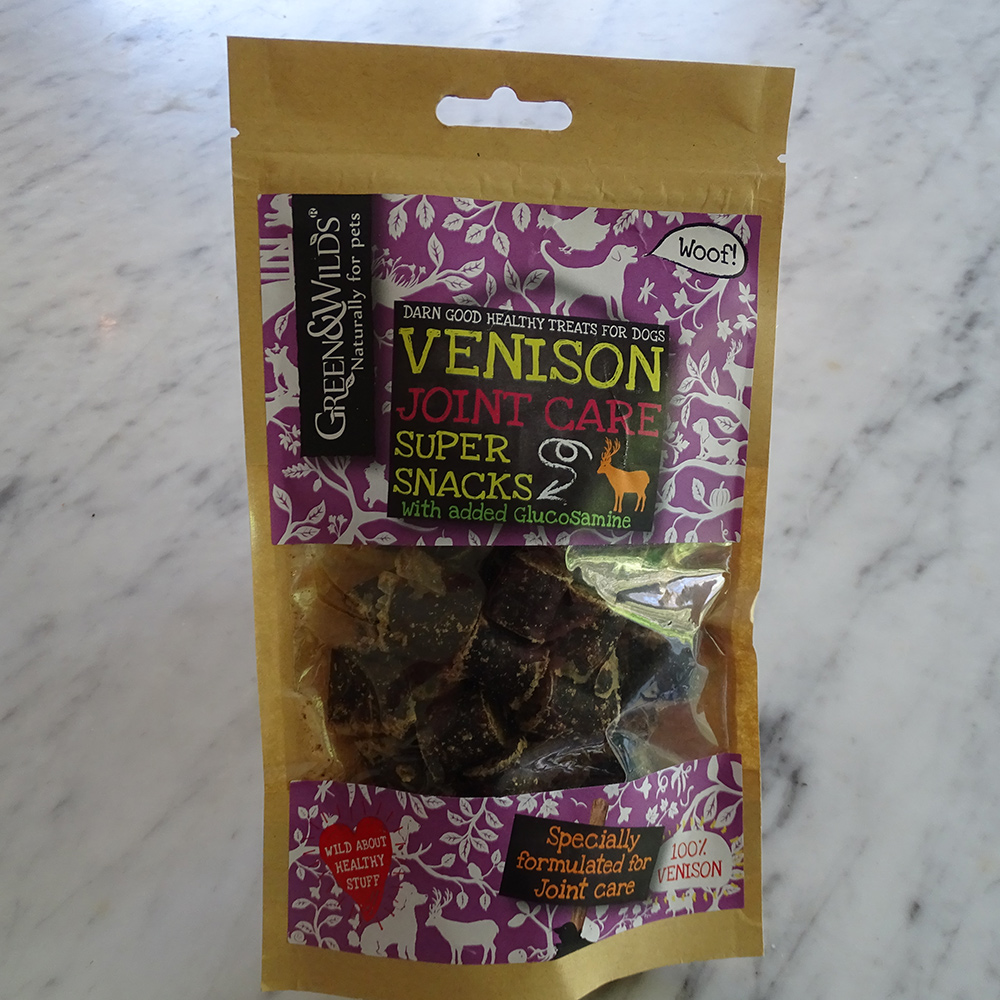 GREEN&WILD'S®
Naturally for pets
Woof!
DARN GOOD HEALTHY TREATS FOR DOGS
VENISON
JOINT CARE
SUPER
SNACKS
With added Glucosamine
WILD ABOUT
HEALTHY
STUFF
Specially
formulated for
Joint care
100%
VENISON